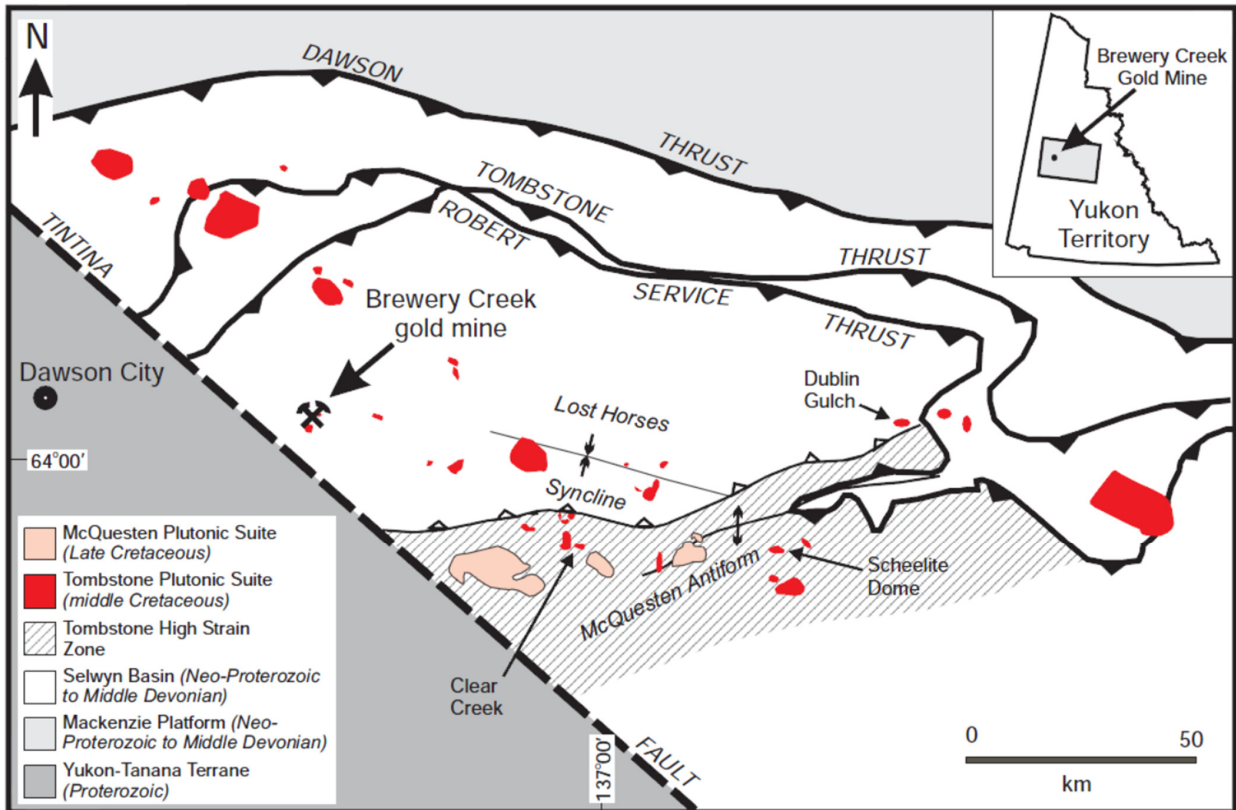 N
DAWSON
THRUST
TOMBSTONE
THRUST
ROBERT
SERVICE
THRUST
TINTINA
FAULT
Brewery Creek
Gold Mine
Yukon
Territory
Brewery Creek
gold mine
Dawson City
64°00'
Dublin
Gulch
Lost Horses
Syncline
McQuesten Antiform
Scheelite
Dome
Clear
Creek
137°00'
McQuesten Plutonic Suite
(Late Cretaceous)
Tombstone Plutonic Suite
(middle Cretaceous)
Tombstone High Strain
Zone
Selwyn Basin (Neo-Proterozoic
to Middle Devonian)
Mackenzie Platform (Neo-
Proterozoic to Middle Devonian)
Yukon-Tanana Terrane
(Proterozoic)
0 50
km